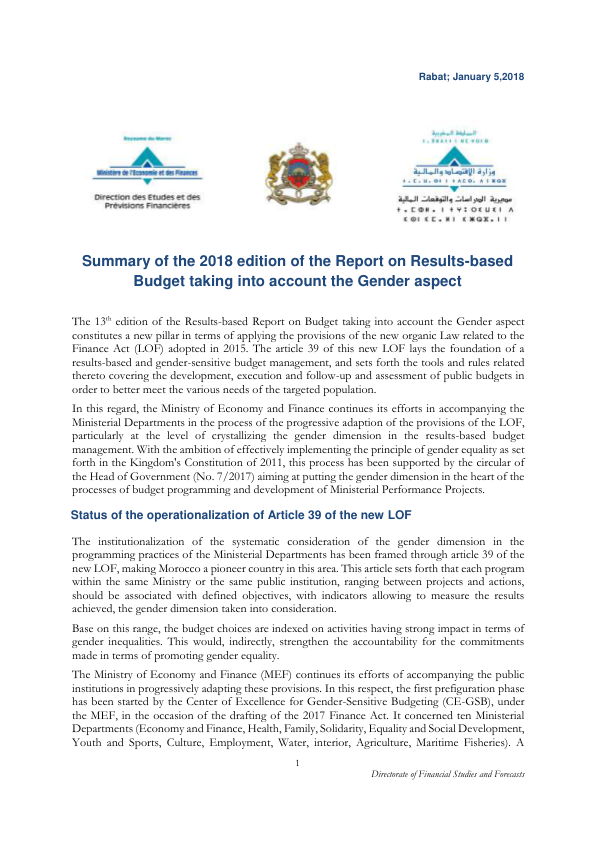 Rabat; January 5,2018
Royaume du Maroc
Ministère de l'Economie et des Finances
Direction des Etudes et des
Prévisions Financières
المملكة المغربية
وزارة الاقتصاد والمالية
مديرية الدراسات والتوقعات المالية
Summary of the 2018 edition of the Report on Results-based
Budget taking into account the Gender aspect
The 13th edition of the Results-based Report on Budget taking into account the Gender aspect
constitutes a new pillar in terms of applying the provisions of the new organic Law related to the
Finance Act (LOF) adopted in 2015. The article 39 of this new LOF lays the foundation of a
results-based and gender-sensitive budget management, and sets forth the tools and rules related
thereto covering the development, execution and follow-up and assessment of public budgets in
order to better meet the various needs of the targeted population.
In this regard, the Ministry of Economy and Finance continues its efforts in accompanying the
Ministerial Departments in the process of the progressive adaption of the provisions of the LOF,
particularly at the level of crystallizing the gender dimension in the results-based budget
management. With the ambition of effectively implementing the principle of gender equality as set
forth in the Kingdom's Constitution of 2011, this process has been supported by the circular of
the Head of Government (No. 7/2017) aiming at putting the gender dimension in the heart of the
processes of budget programming and development of Ministerial Performance Projects.
Status of the operationalization of Article 39 of the new LOF
The institutionalization of the systematic consideration of the gender dimension in the
programming practices of the Ministerial Departments has been framed through article 39 of the
new LOF, making Morocco a pioneer country in this area. This article sets forth that each program
within the same Ministry or the same public institution, ranging between projects and actions,
should be associated with defined objectives, with indicators allowing to measure the results
achieved, the gender dimension taken into consideration.
Base on this range, the budget choices are indexed on activities having strong impact in terms of
gender inequalities. This would, indirectly, strengthen the accountability for the commitments
made in terms of promoting gender equality.
The Ministry of Economy and Finance (MEF) continues its efforts of accompanying the public
institutions in progressively adapting these provisions. In this respect, the first prefiguration phase
has been started by the Center of Excellence for Gender-Sensitive Budgeting (CE-GSB), under
the MEF, in the occasion of the drafting of the 2017 Finance Act. It concerned ten Ministerial
Departments (Economy and Finance, Health, Family, Solidarity, Equality and Social Development,
Youth and Sports, Culture, Employment, Water, interior, Agriculture, Maritime Fisheries). A
1
Directorate of Financial Studies and Forecasts